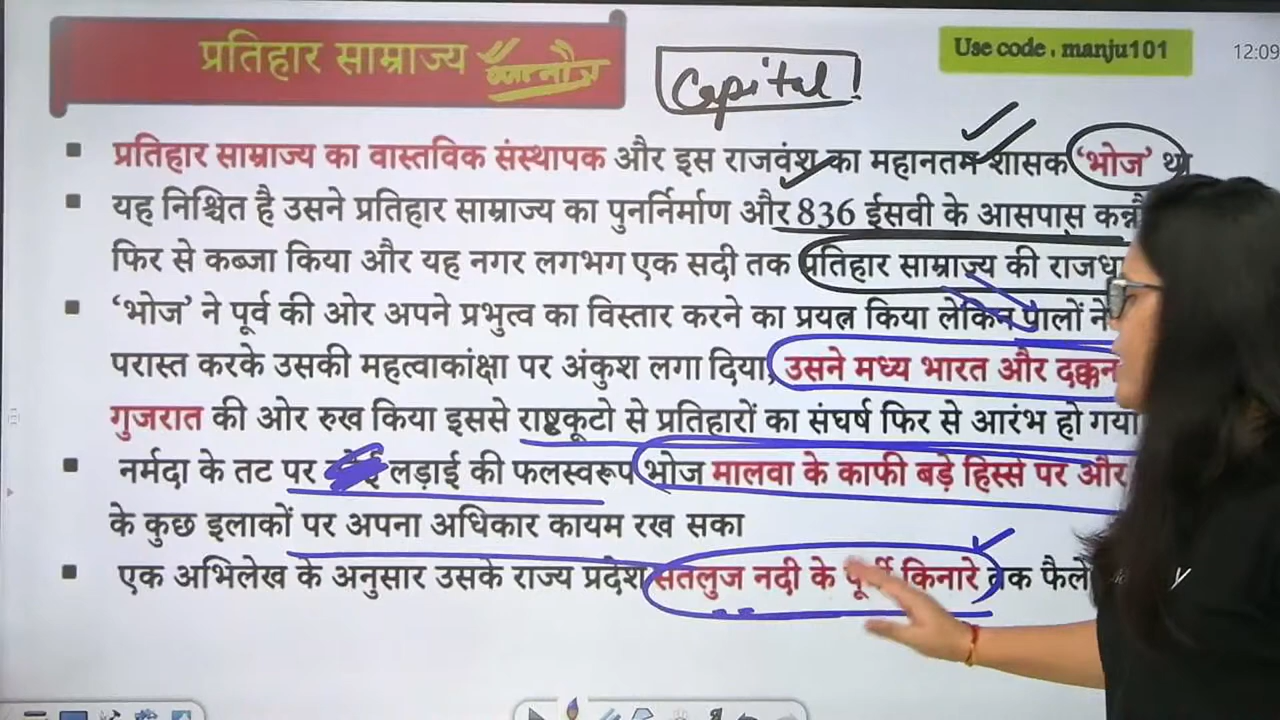 प्रतिहार साम्राज्य कन्नौज
Capital!
Use code : manju101
12:09
प्रतिहार साम्राज्य का वास्तविक संस्थापक और इस राजवंश का महानतम शासक ‘भोज’ था
यह निश्चित है उसने प्रतिहार साम्राज्य का पुनर्निर्माण और 836 ईसवी के आसपास
फिर से कब्जा किया और यह नगर लगभग एक सदी तक प्रतिहार साम्राज्य की
‘भोज’ ने पूर्व की ओर अपने प्रभुत्व का विस्तार करने का प्रयत्न किया लेकिन पालों ने
परास्त करके उसकी महत्वाकांक्षा पर अंकुश लगा दिया, उसने मध्य भारत और दक्कन
गुजरात की ओर रुख किया इससे राष्ट्रकूटो से प्रतिहारों का संघर्ष फिर से आरंभ हो गया
नर्मदा के तट पर लड़ाई की फलस्वरूप भोज मालवा के काफी बड़े हिस्से पर और
के कुछ इलाकों पर अपना अधिकार कायम रख सका
एक अभिलेख के अनुसार उसके राज्य प्रदेश सतलुज नदी के पूर्वी किनारे तक फैले